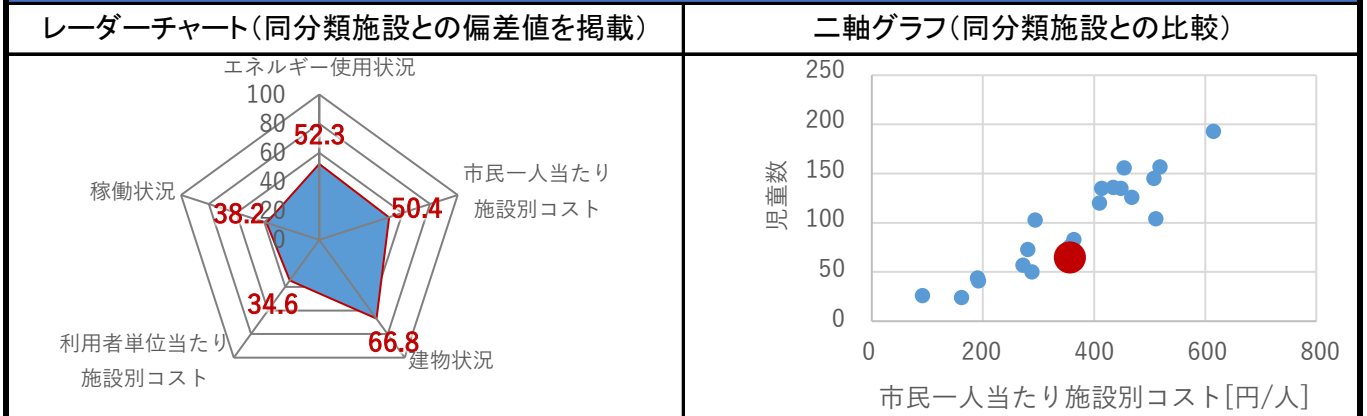 レーダーチャート（同分類施設との偏差値を掲載）
二軸グラフ（同分類施設との比較）
エネルギー使用状況
100
80
60
40
20
0
52.3
市民一人当たり
施設別コスト
50.4
建物状況
66.8
利用者単位当たり
施設別コスト
34.6
稼働状況
38.2
250
200
150
100
50
0
児童数
0 200 400 600 800
市民一人当たり施設別コスト[円/人]